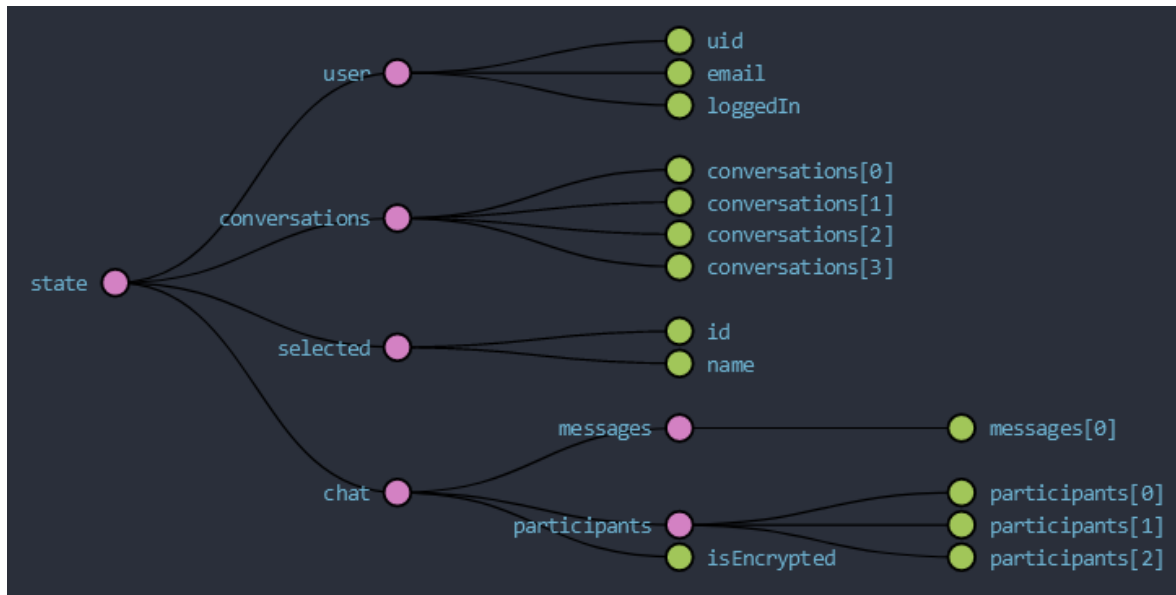 uid
user
email
loggedIn
conversations[0]
conversations[1]
conversations
conversations[2]
conversations[3]
state
id
selected
name
messages
messages[0]
chat
participants[0]
participants
participants[1]
isEncrypted
participants[2]